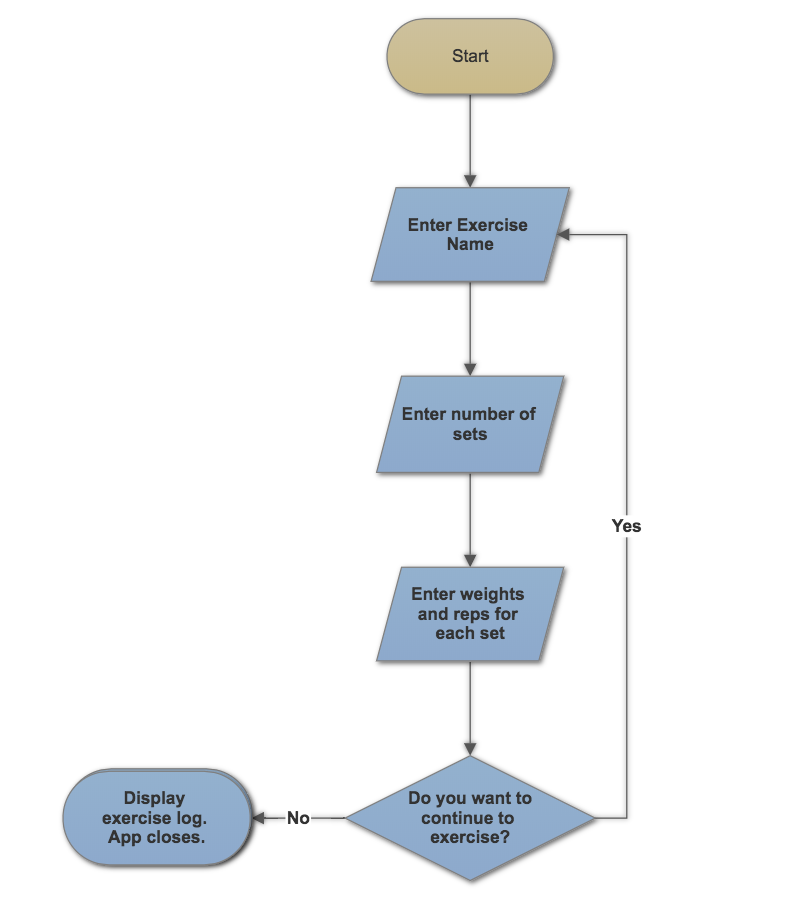 Start
Enter Exercise
Name
Enter number of
sets
Yes
Enter weights
and reps for
each set
Do you want to
continue to
exercise?
No
Display
exercise log.
App closes.